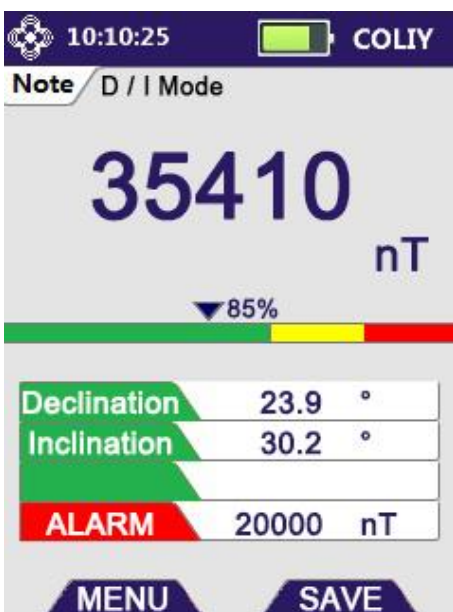 10:10:25 COLIY
Note D / I Mode
35410
nT
85%
Declination 23.9 °
Inclination 30.2 °
ALARM 20000 nT
MENU SAVE